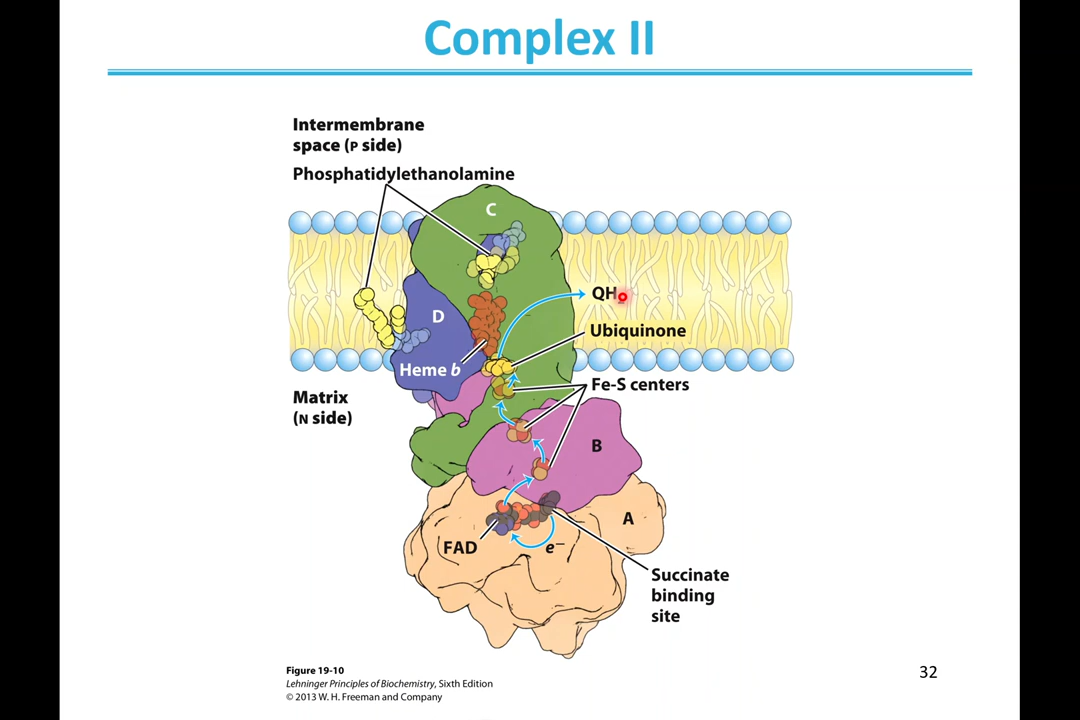 Complex II
Intermembrane
space (P side)
Phosphatidylethanolamine
C
QH
D
Ubiquinone
Heme b
Fe-S centers
Matrix
(N side)
B
A
FAD
e−
Succinate
binding
site
Figure 19-10
Lehninger Principles of Biochemistry, Sixth Edition
© 2013 W. H. Freeman and Company
32